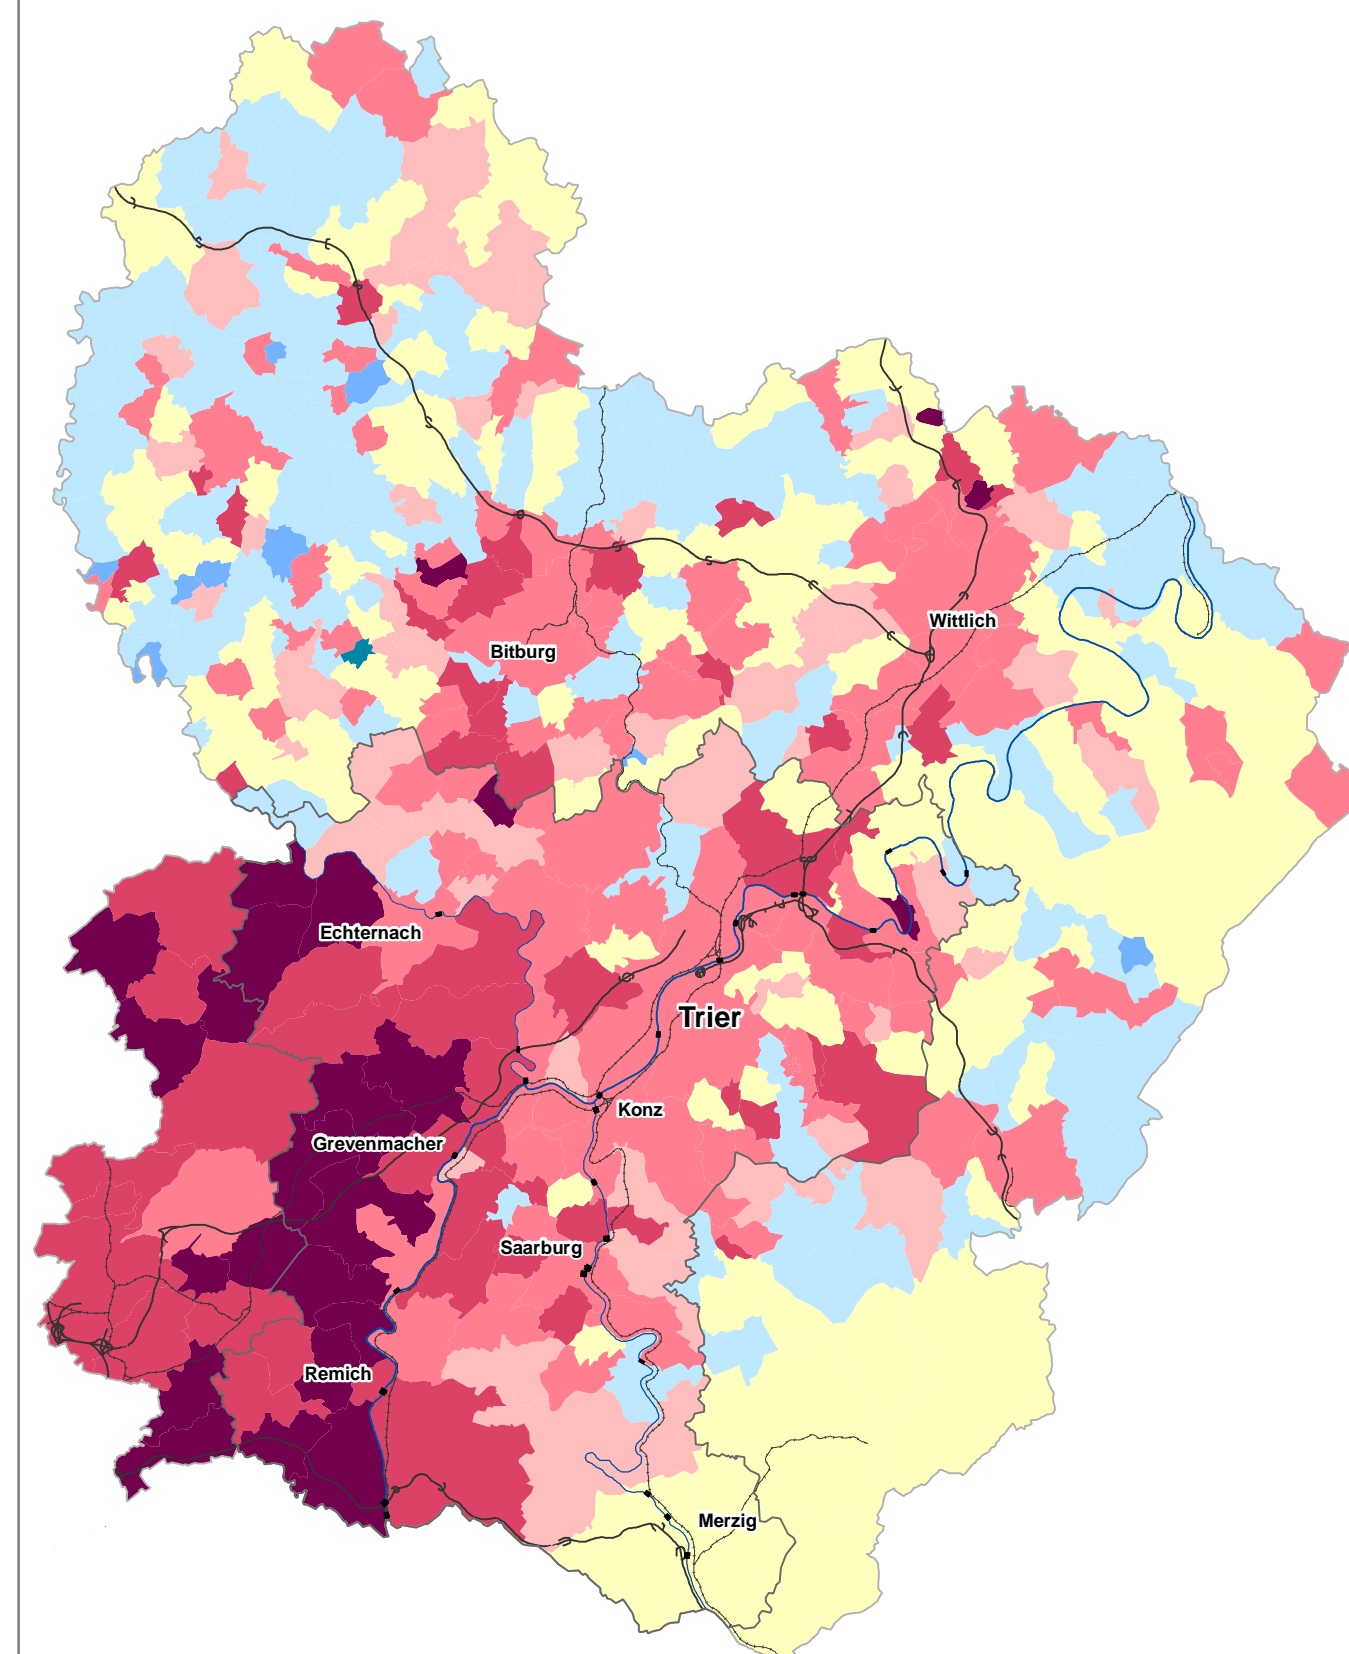 Wittlich
Bitburg
Echternach
Trier
Konz
Grevenmacher
Saarburg
Remich
Merzig